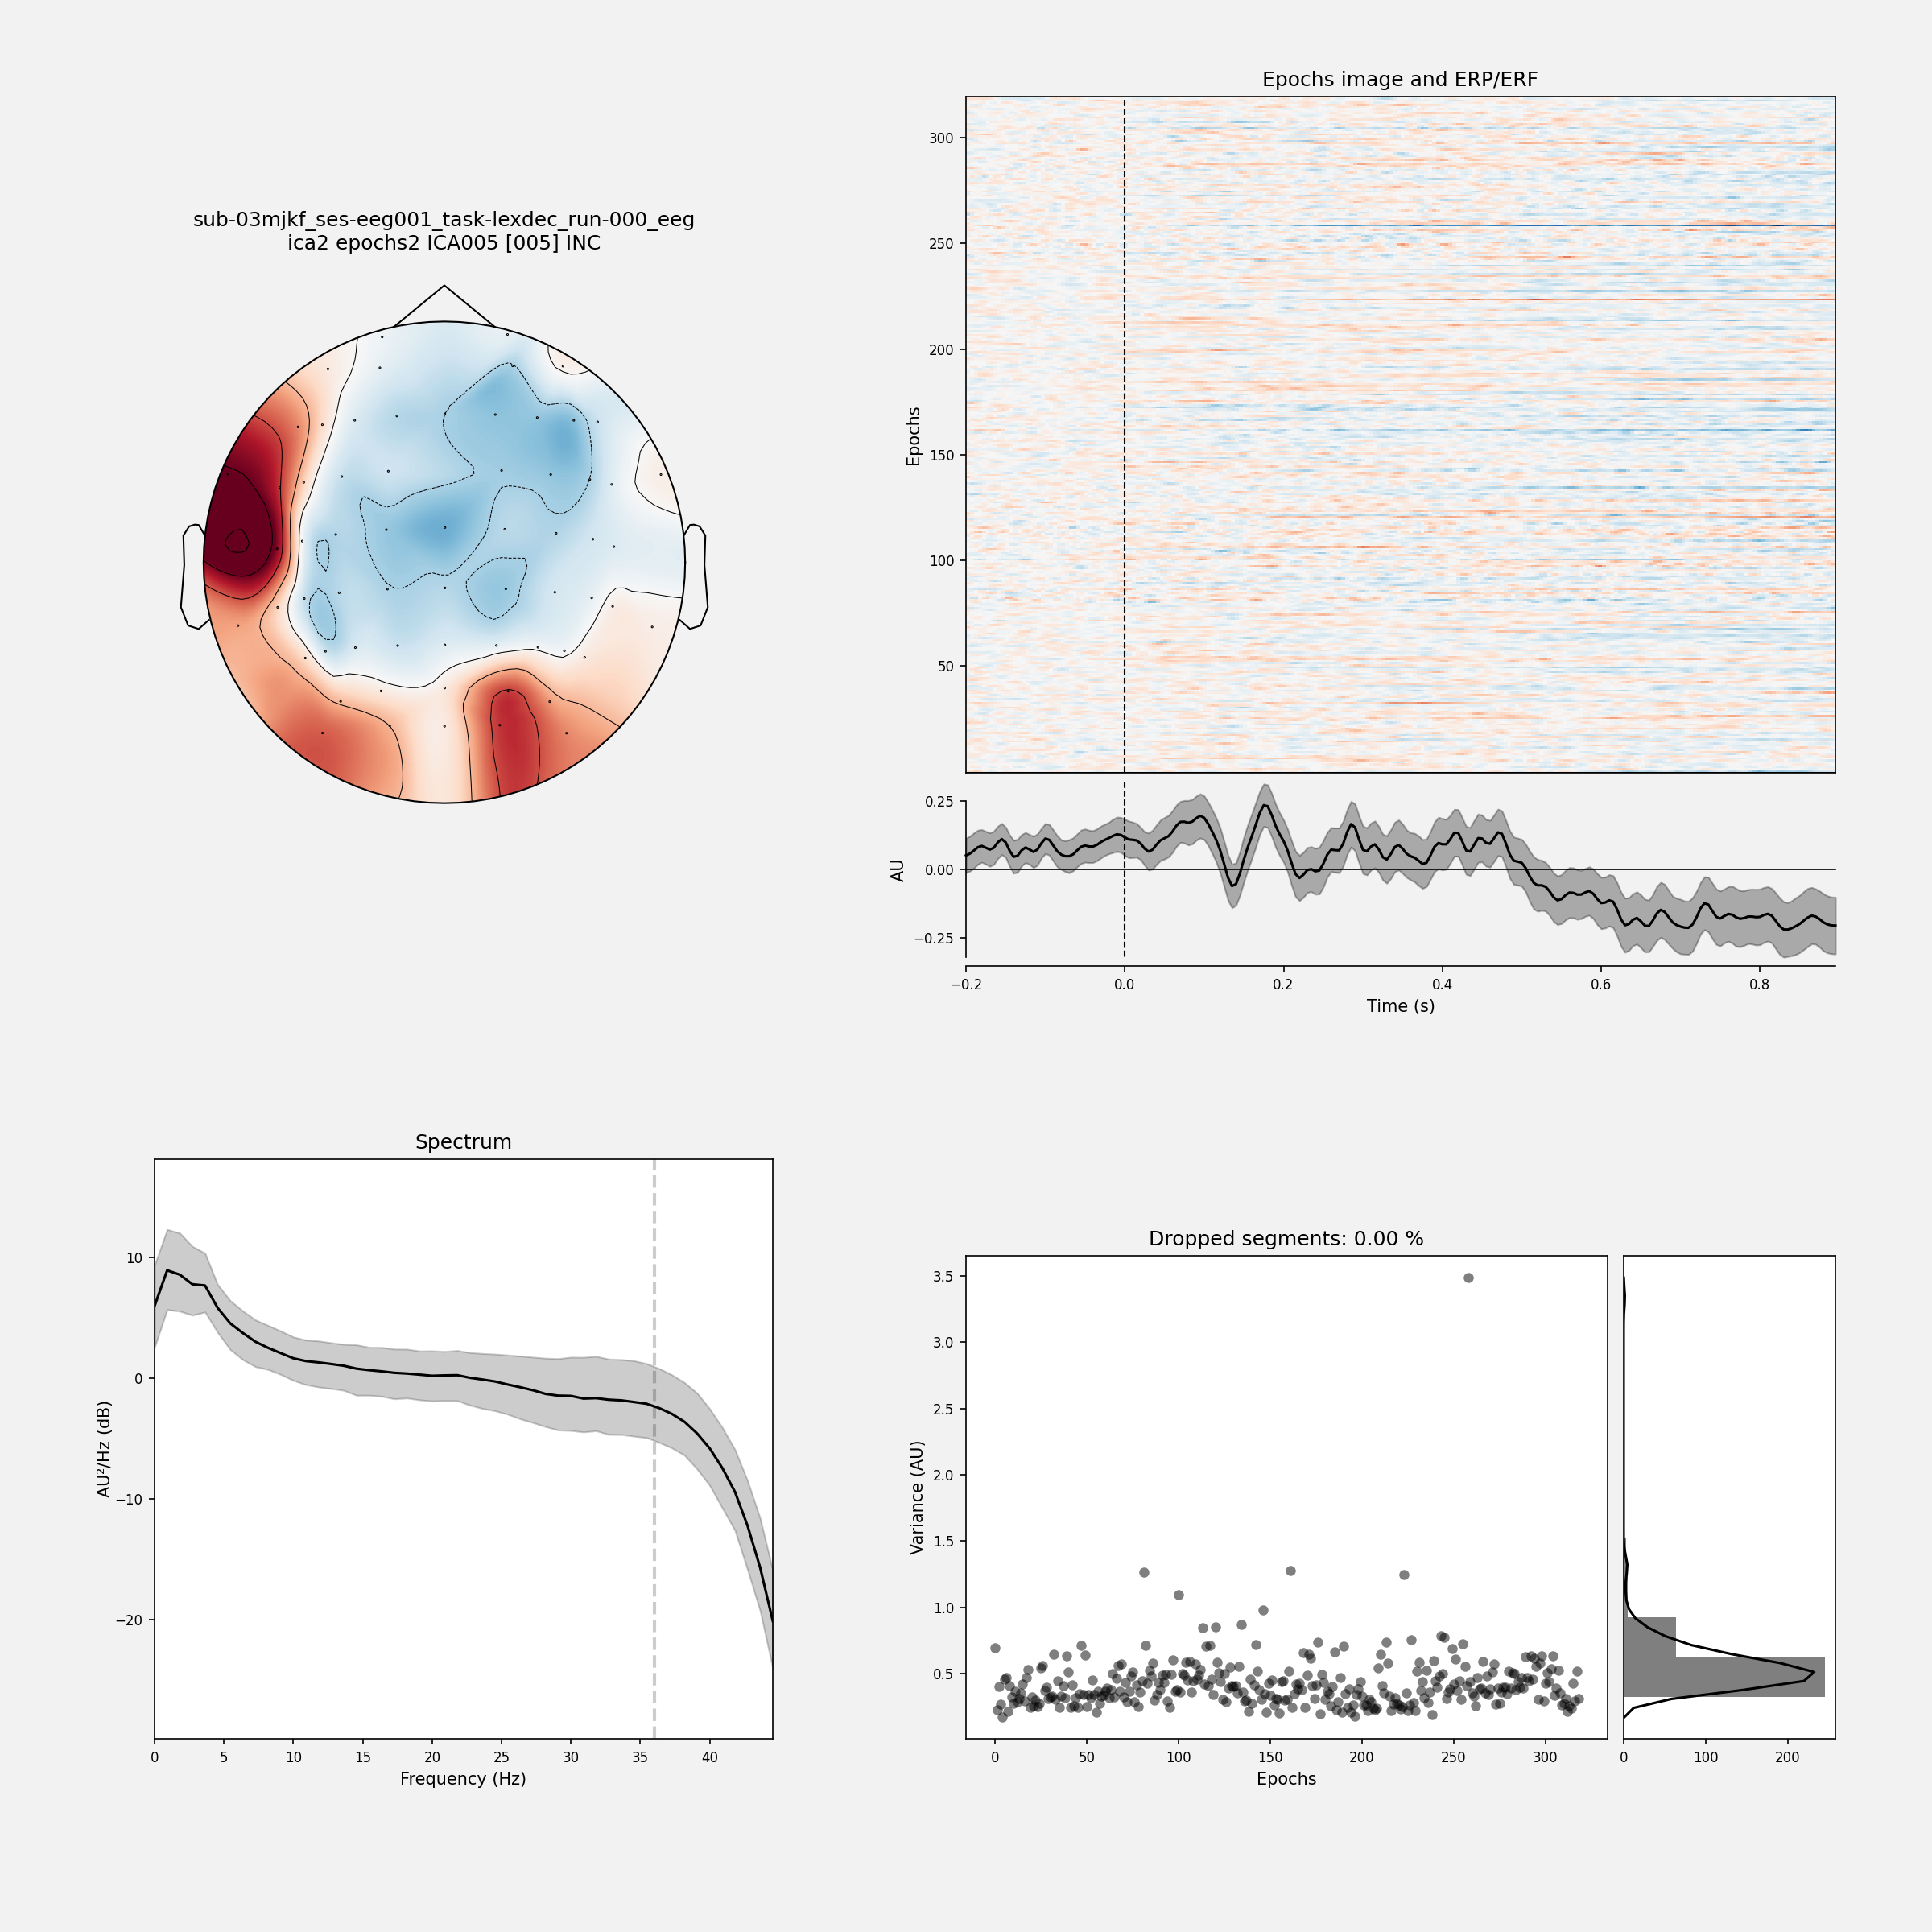 Epochs image and ERP/ERF
sub-03mjkf_ses-eeg001_task-lexdec_run-000_eeg
ica2 epochs2 ICA005 [005] INC
Epochs
300
250
200
150
100
50
AU
0.25
0.00
−0.25
−0.2 0.0 0.2 0.4 0.6 0.8
Time (s)
Spectrum
AU²/Hz (dB)
10
0
−10
−20
0 5 10 15 20 25 30 35 40
Frequency (Hz)
Dropped segments: 0.00 %
Variance (AU)
3.5
3.0
2.5
2.0
1.5
1.0
0.5
0 50 100 150 200 250 300
Epochs
0 100 200